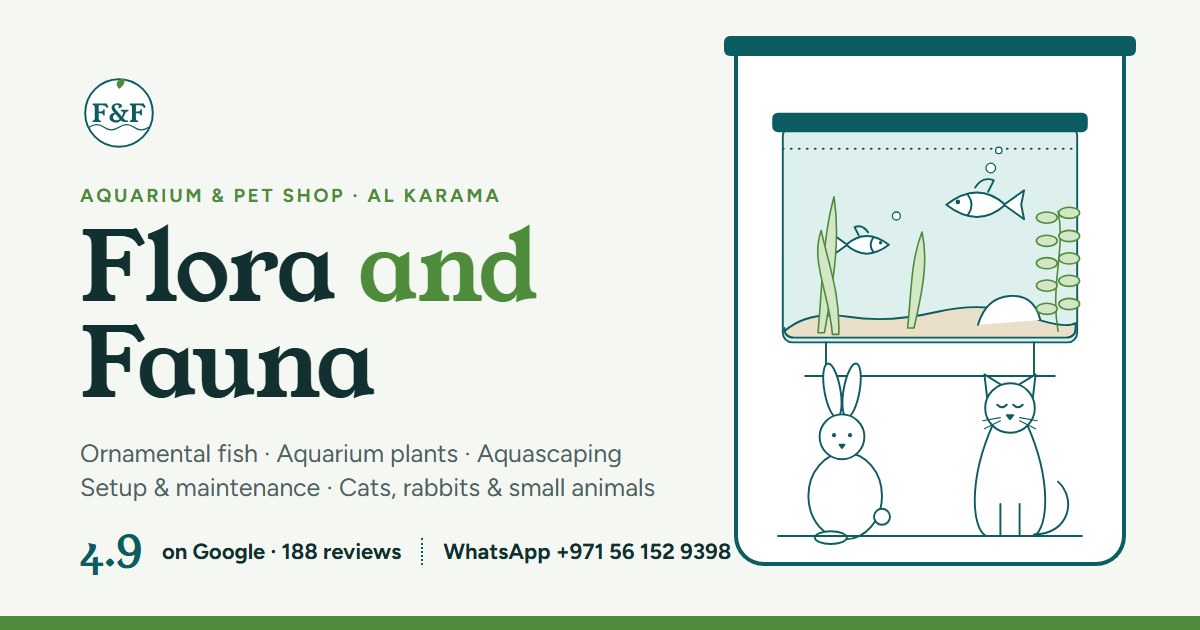 F&F
AQUARIUM & PET SHOP · AL KARAMA
Flora and
Fauna
Ornamental fish · Aquarium plants · Aquascaping
Setup & maintenance · Cats, rabbits & small animals
4.9 on Google · 188 reviews WhatsApp +971 56 152 9398